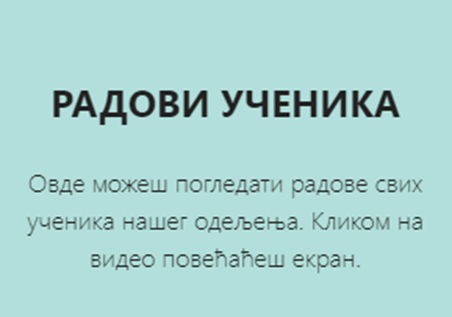 РАДОВИ УЧЕНИКА
Овде можеш погледати радове свих
ученика нашег одељења. Кликом на
видео повећаћеш екран.